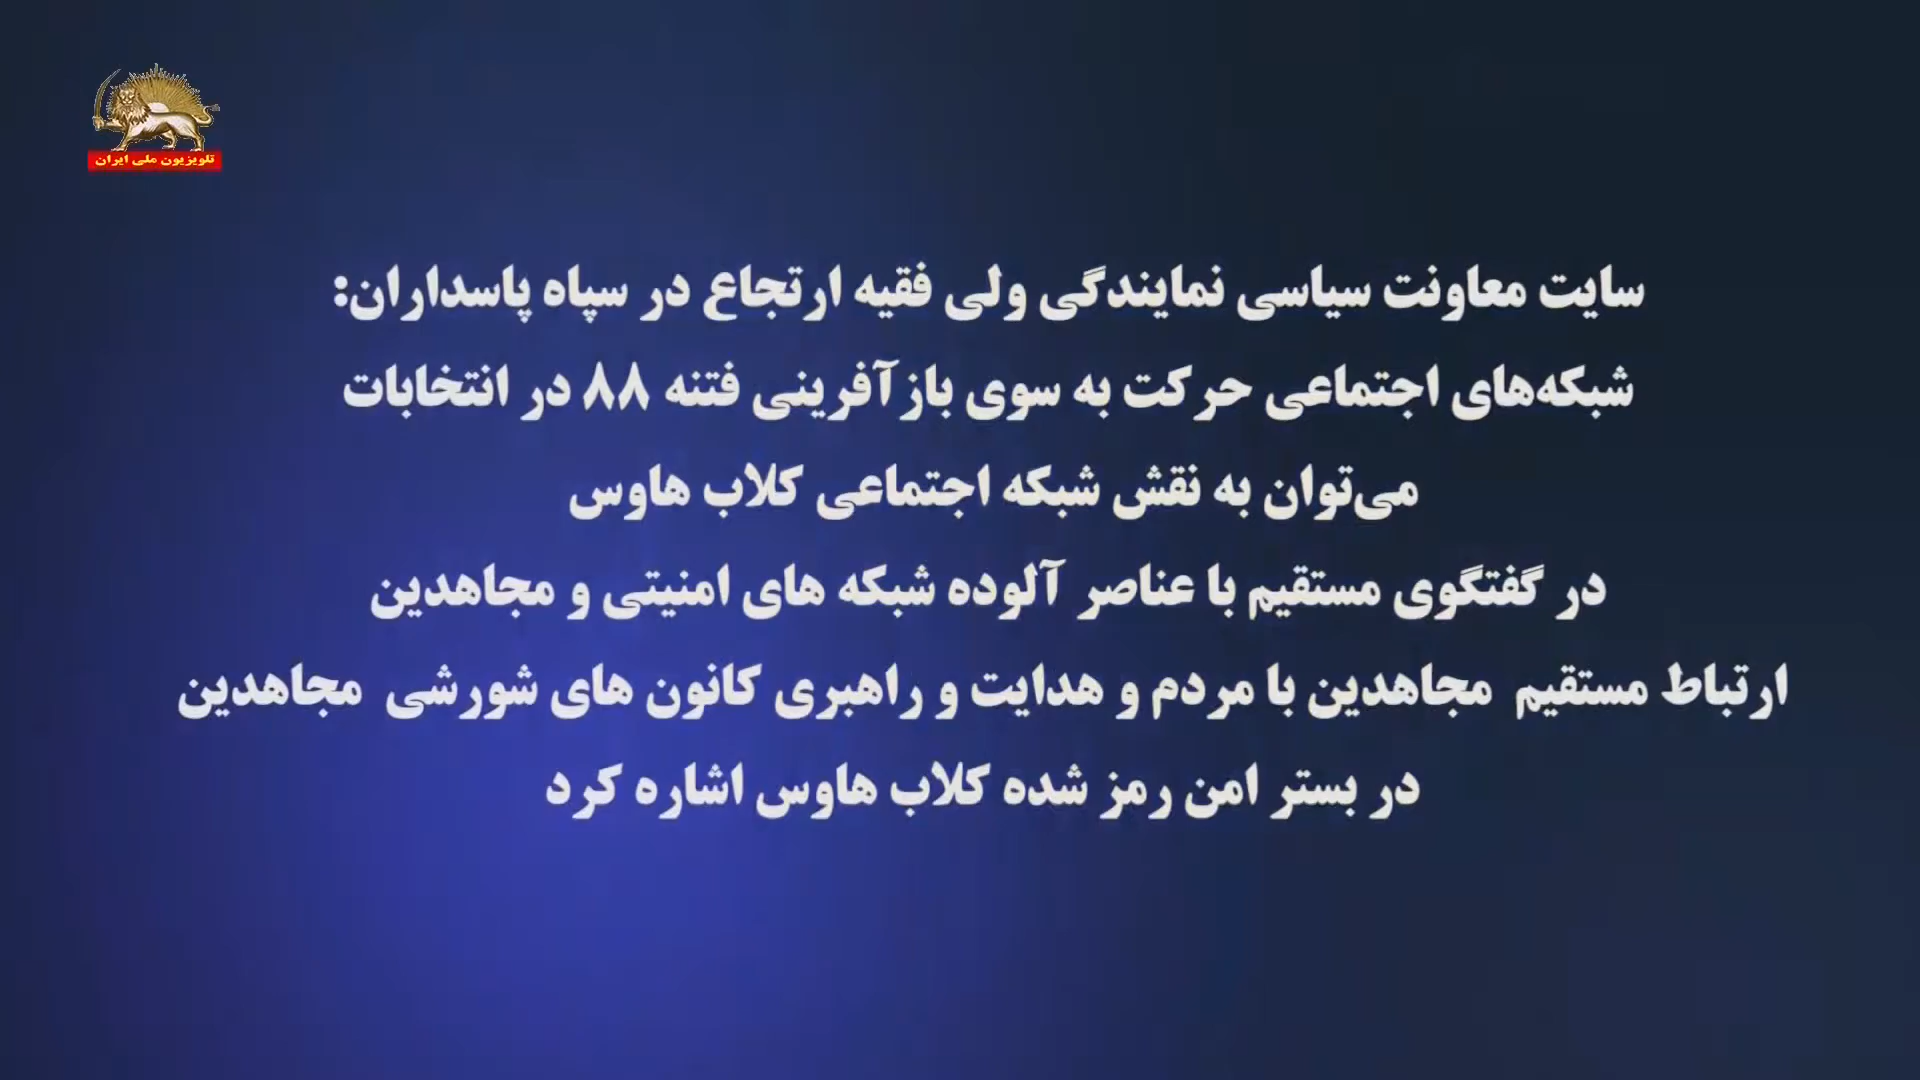 تلویزیون ملی ایران
سایت معاونت سیاسی نمایندگی ولی فقیه ارتجاع در سپاه پاسداران:
شبکه‌های اجتماعی حرکت به سوی بازآفرینی فتنه ۸۸ در انتخابات
می‌توان به نقش شبکه اجتماعی کلاب هاوس
در گفتگوی مستقیم با عناصر آلوده شبکه های امنیتی و مجاهدین
ارتباط مستقیم مجاهدین با مردم و هدایت و راهبری کانون های شورشی مجاهدین
در بستر امن رمز شده کلاب هاوس اشاره کرد